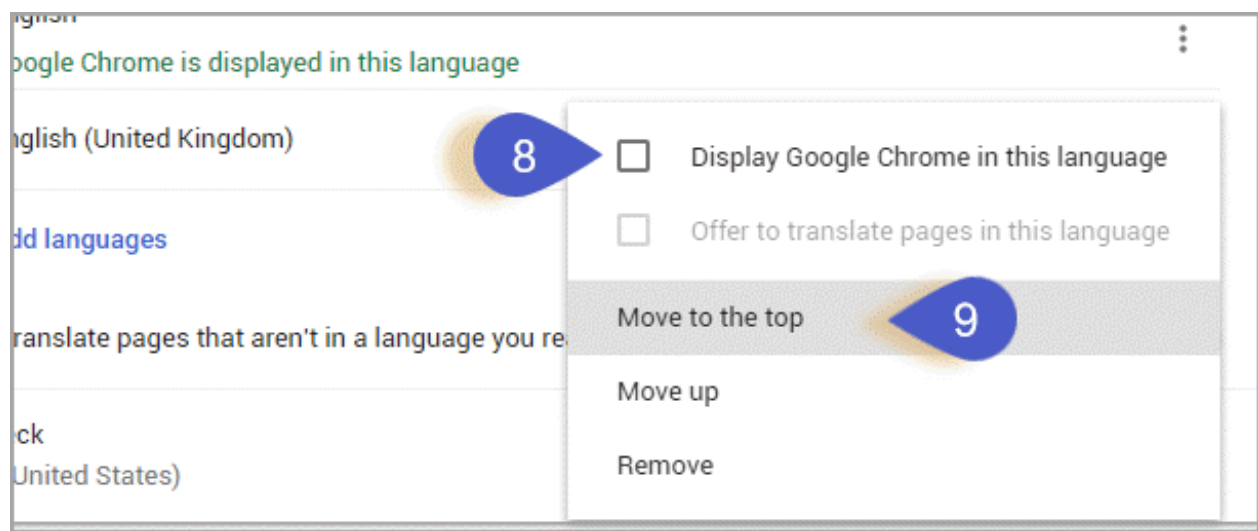 nglish
oogle Chrome is displayed in this language
nglish (United Kingdom)
8
Display Google Chrome in this language
dd languages
Offer to translate pages in this language
Move to the top
9
ranslate pages that aren't in a language you re
Move up
ck
Remove
United States)